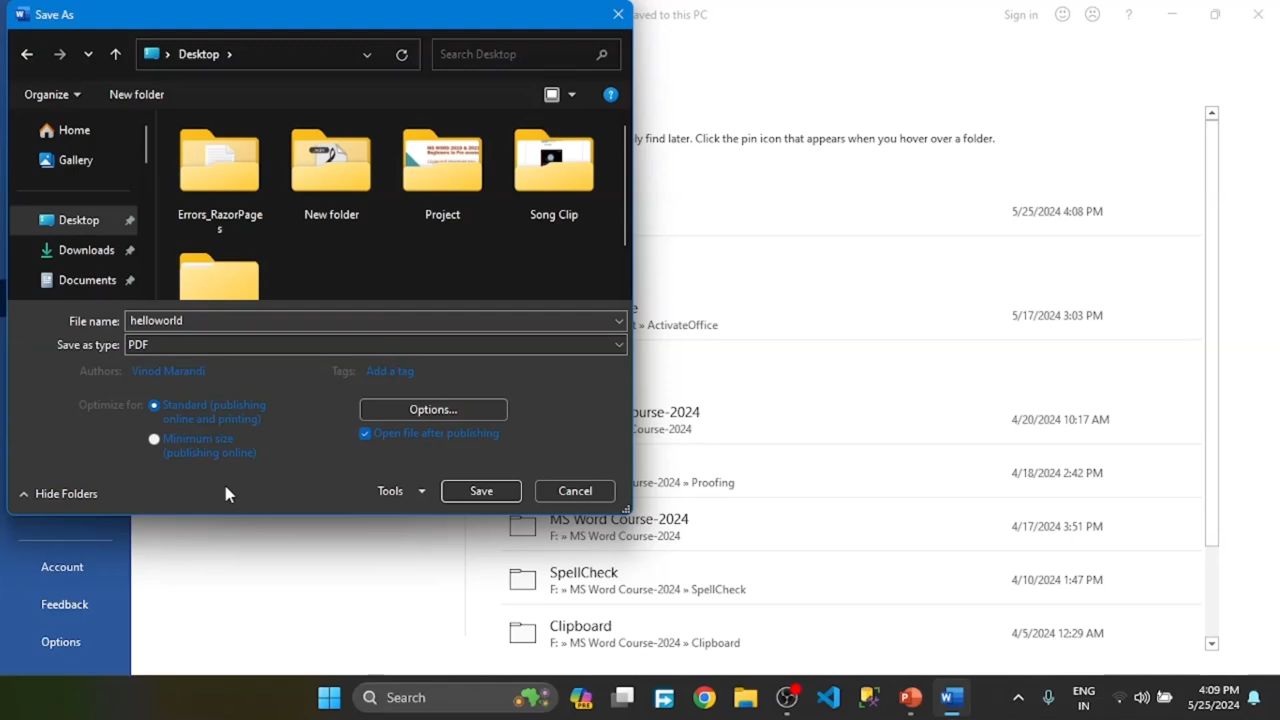 Save As
aved to this PC
Sign in
?
Desktop
Search Desktop
Organize
New folder
?
Home
Gallery
Desktop
Downloads
Documents
MS WORD 2019 & 2021
Errors_RazorPage
s
New folder
Project
Song Clip
ly find later. Click the pin icon that appears when you hover over a folder.
5/25/2024 4:08 PM
File name:
helloworld
Save as type:
PDF
Authors:
Vinod Marandi
Tags:
Add a tag
Optimize for:
Standard (publishing
online and printing)
Minimum size
(publishing online)
Options...
Open file after publishing
Hide Folders
Tools
Save
Cancel
e
t » ActivateOffice
5/17/2024 3:03 PM
ourse-2024
Course-2024
4/20/2024 10:17 AM
urse-2024 » Proofing
4/18/2024 2:42 PM
MS Word Course-2024
F: » MS Word Course-2024
4/17/2024 3:51 PM
SpellCheck
F: » MS Word Course-2024 » SpellCheck
4/10/2024 1:47 PM
Clipboard
F: » MS Word Course-2024 » Clipboard
4/5/2024 12:29 AM
Account
Feedback
Options
Search
PRE
ENG
IN
4:09 PM
5/25/2024